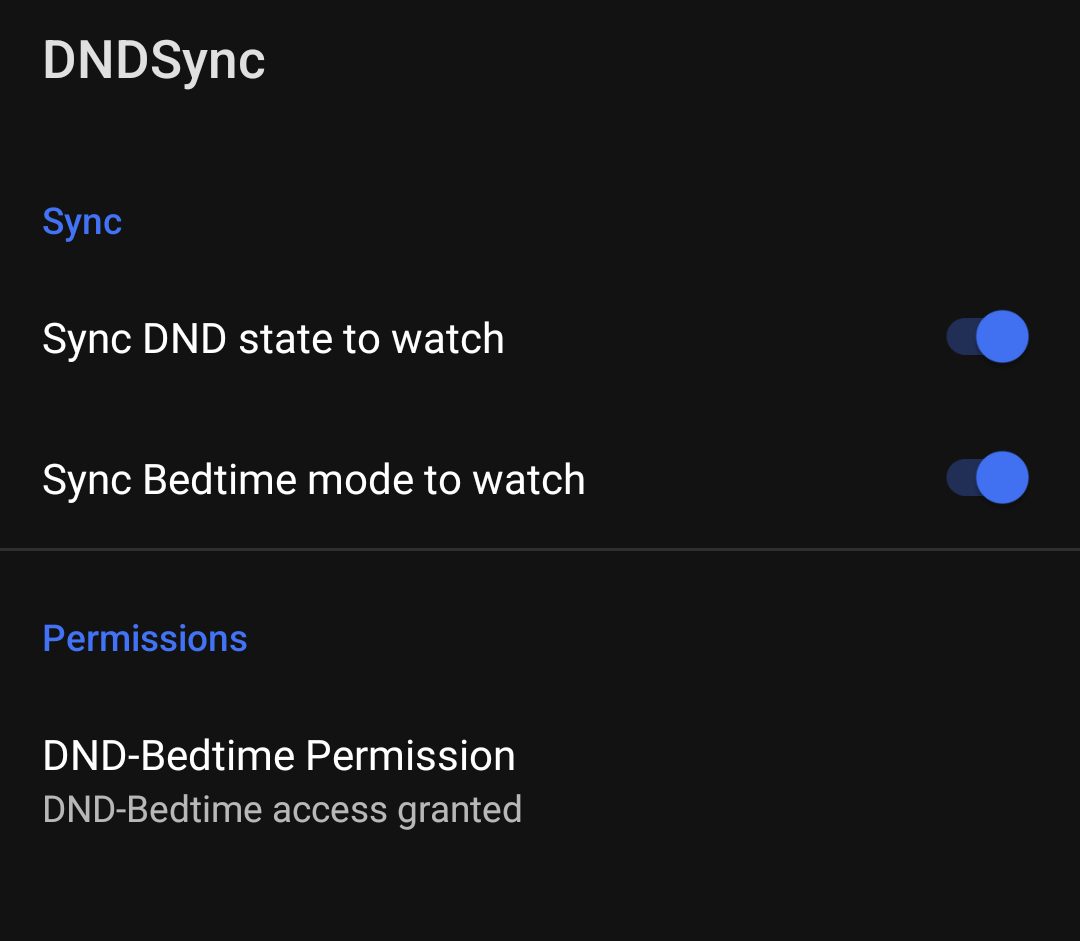 DNDSync
Sync
Sync DND state to watch
Sync Bedtime mode to watch
Permissions
DND-Bedtime Permission
DND-Bedtime access granted